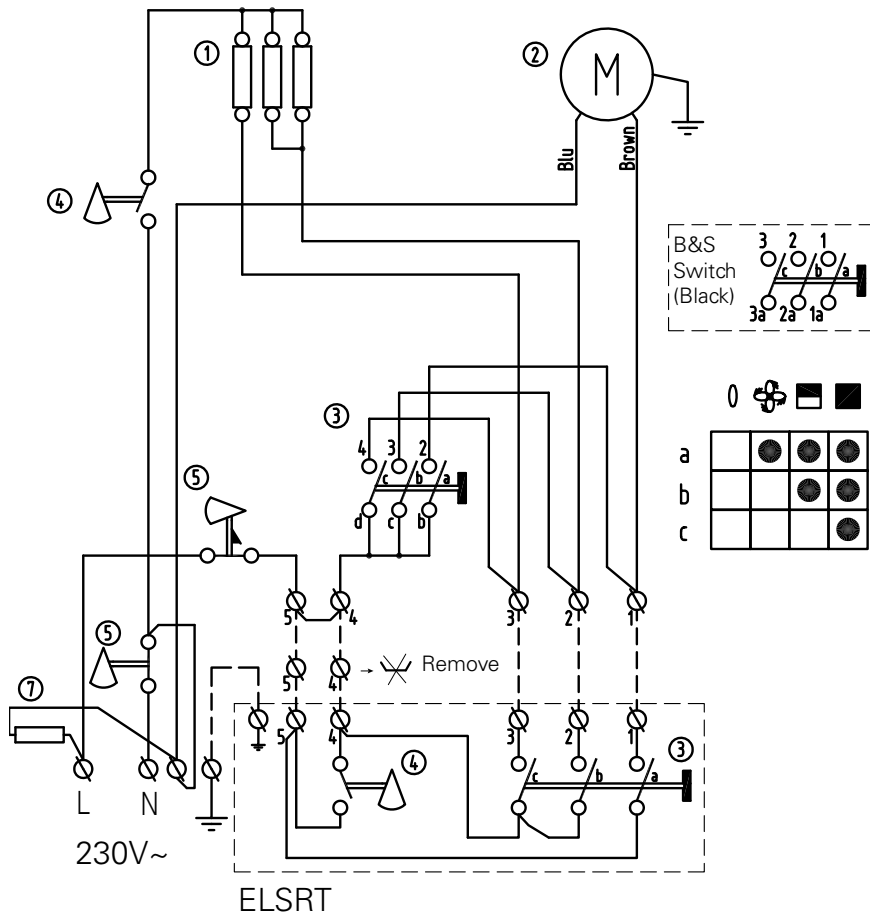 1
2
M
Blu
Brown
4
B&S
Switch
(Black)
3 2 1
c b a
3a 2a 1a
3
4 3 2
c b a
d c b
a
b
c
5
5 4 3 2 1
5
5 4 → Remove
7
5 4 3 2 1
3
4
c b a
L N
230V~
ELSRT